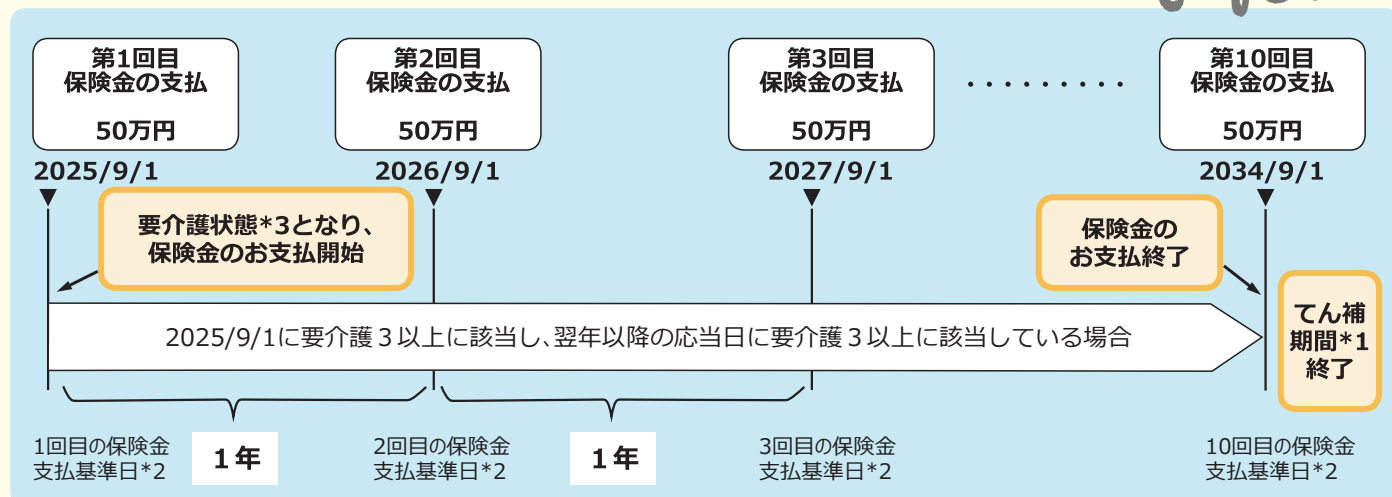 第1回目
保険金の支払
50万円
第2回目
保険金の支払
50万円
第3回目
保険金の支払
50万円
・・・・・・・・・
第10回目
保険金の支払
50万円
2025/9/1
2026/9/1
2027/9/1
2034/9/1
要介護状態*3となり、
保険金のお支払開始
保険金の
お支払終了
てん補
期間*1
終了
2025/9/1に要介護３以上に該当し、翌年以降の応当日に要介護３以上に該当している場合
1回目の保険金
支払基準日*2
１年
2回目の保険金
支払基準日*2
１年
3回目の保険金
支払基準日*2
10回目の保険金
支払基準日*2